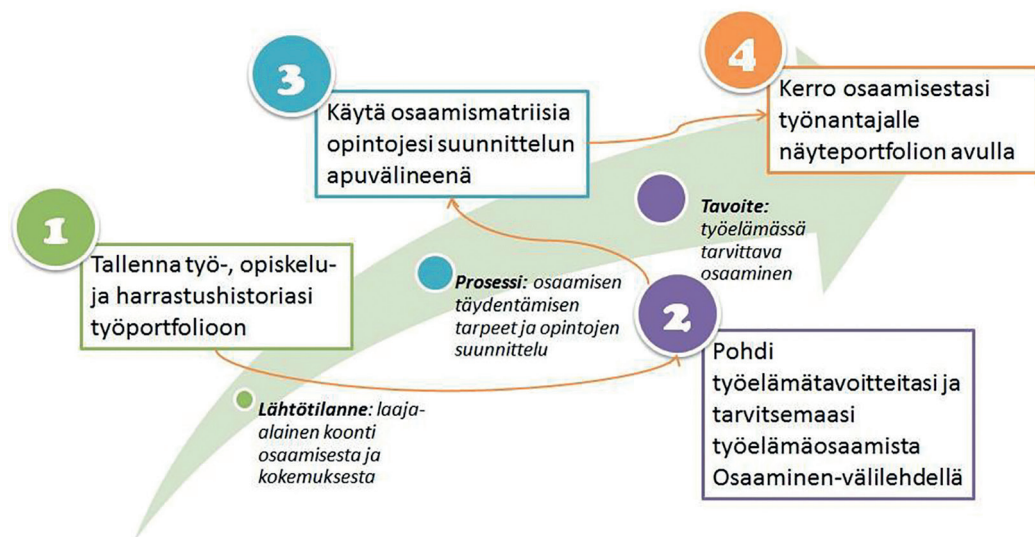 1
Tallenna työ-, opiskelu-
ja harrastushistoriasi
työportfolioon
Lähtötilanne: laaja-
alainen koonti
osaamisesta ja
kokemuksesta
2
Pohdi
työelämätavoitteitasi ja
tarvitsemaasi
työelämäosaamista
Osaaminen-välilehdellä
3
Käytä osaamismatriisia
opintojesi suunnittelun
apuvälineenä
Prosessi: osaamisen
täydentämisen
tarpeet ja opintojen
suunnittelu
4
Kerro osaamisestasi
työnantajalle
näyteportfolion avulla
Tavoite:
työelämässä
tarvittava
osaaminen